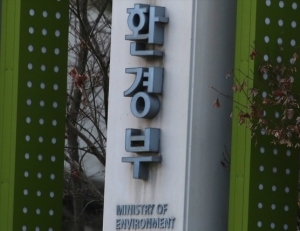 환경부
MINISTRY OF
ENVIRONMENT